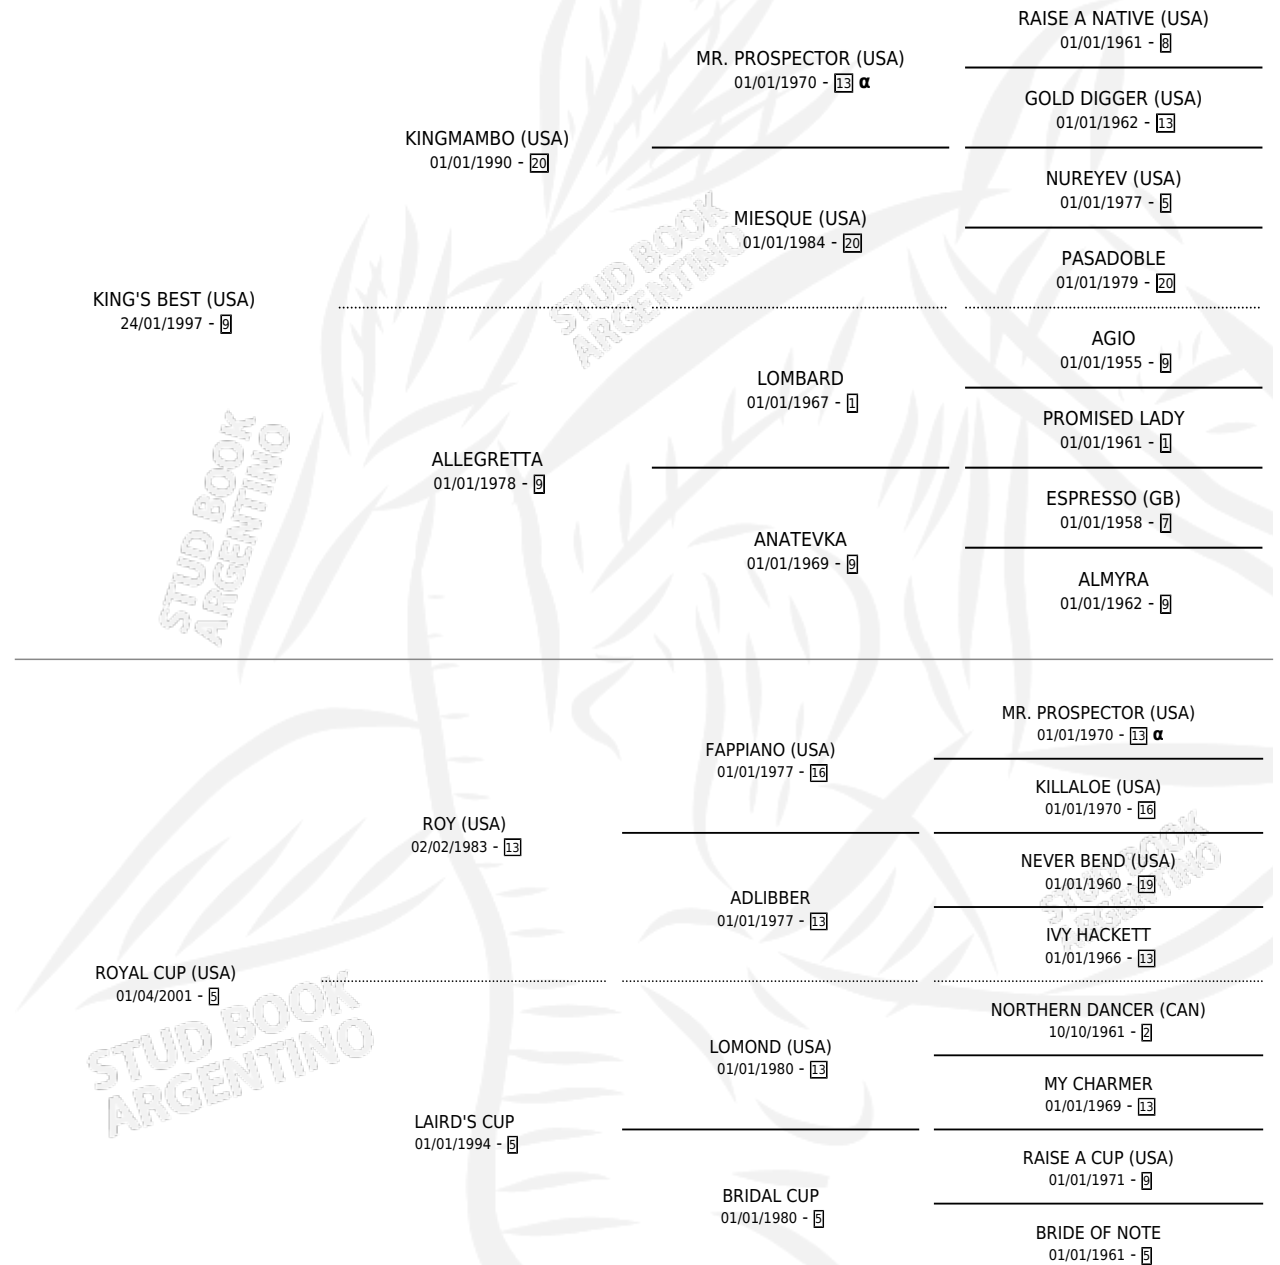 RAISE A NATIVE (USA)
01/01/1961 - 8
MR. PROSPECTOR (USA)
01/01/1970 - 13 α
GOLD DIGGER (USA)
01/01/1962 - 13
KINGMAMBO (USA)
01/01/1990 - 20
NUREYEV (USA)
01/01/1977 - 5
MIESQUE (USA)
01/01/1984 - 20
PASADOBLE
01/01/1979 - 20
KING'S BEST (USA)
24/01/1997 - 9
AGIO
01/01/1955 - 9
LOMBARD
01/01/1967 - 1
PROMISED LADY
01/01/1961 - 1
ALLEGRETTA
01/01/1978 - 9
ESPRESSO (GB)
01/01/1958 - 7
ANATEVKA
01/01/1969 - 9
ALMYRA
01/01/1962 - 9
MR. PROSPECTOR (USA)
01/01/1970 - 13 α
FAPPIANO (USA)
01/01/1977 - 16
KILLALOE (USA)
01/01/1970 - 16
ROY (USA)
02/02/1983 - 13
NEVER BEND (USA)
01/01/1960 - 19
ADLIBBER
01/01/1977 - 13
IVY HACKETT
01/01/1966 - 13
ROYAL CUP (USA)
01/04/2001 - 5
NORTHERN DANCER (CAN)
10/10/1961 - 2
LOMOND (USA)
01/01/1980 - 13
MY CHARMER
01/01/1969 - 13
LAIRD'S CUP
01/01/1994 - 5
RAISE A CUP (USA)
01/01/1971 - 9
BRIDAL CUP
01/01/1980 - 5
BRIDE OF NOTE
01/01/1961 - 5
STUD BOOK
ARGENTINO
STUD BOOK
ARGENTINO
STUD BOOK
ARGENTINO
STUD BOOK
ARGENTINO